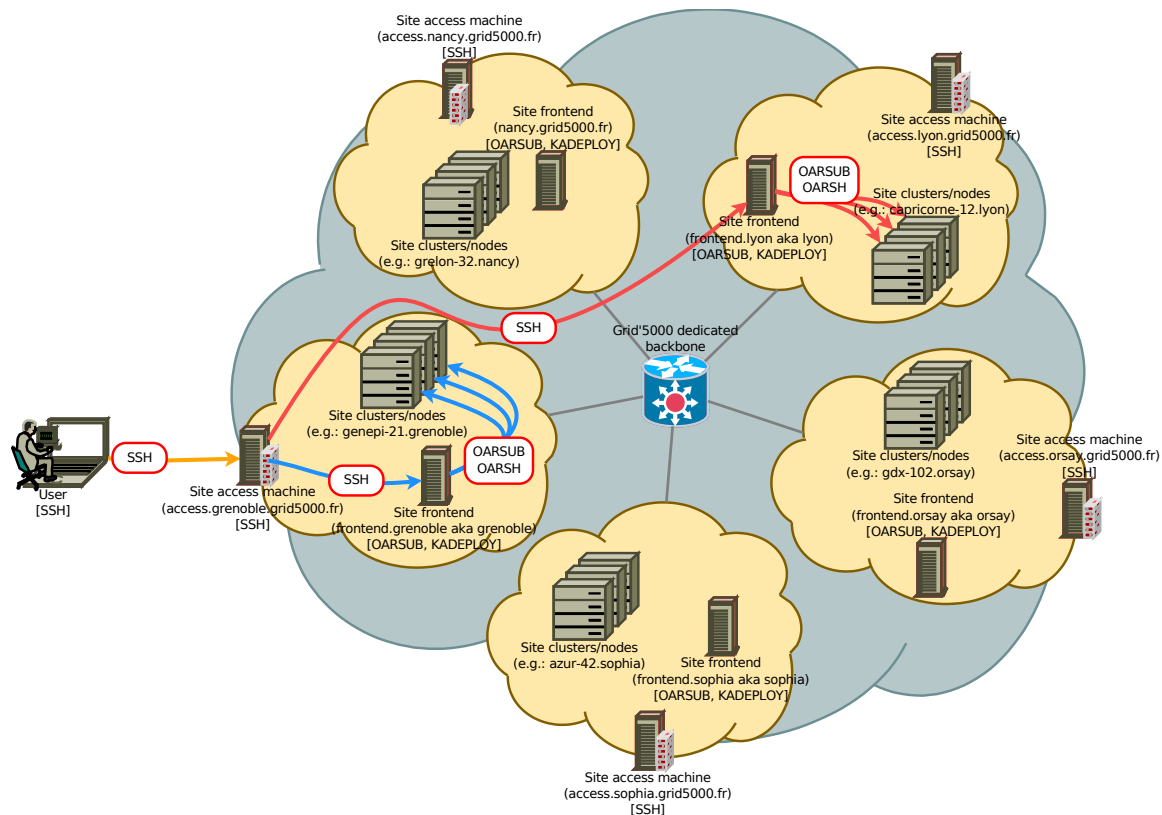 Site access machine
(access.nancy.grid5000.fr)
[SSH]
Site frontend
(nancy.grid5000.fr)
[OARSUB, KADEPLOY]
Site clusters/nodes
(e.g.: grelon-32.nancy)
Site access machine
(access.lyon.grid5000.fr)
[SSH]
OARSUB
OARSH
Site clusters/nodes
(e.g.: capricorne-12.lyon)
Site frontend
(frontend.lyon aka lyon)
[OARSUB, KADEPLOY]
SSH
Grid'5000 dedicated
backbone
Site clusters/nodes
(e.g.: genepi-21.grenoble)
OARSUB
OARSH
SSH
User
[SSH]
Site access machine
(access.grenoble.grid5000.fr)
[SSH]
SSH
Site frontend
(frontend.grenoble aka grenoble)
[OARSUB, KADEPLOY]
Site clusters/nodes
(e.g.: gdx-102.orsay)
Site access machine
(access.orsay.grid5000.fr)
[SSH]
Site frontend
(frontend.orsay aka orsay)
[OARSUB, KADEPLOY]
Site clusters/nodes
(e.g.: azur-42.sophia)
Site frontend
(frontend.sophia aka sophia)
[OARSUB, KADEPLOY]
Site access machine
(access.sophia.grid5000.fr)
[SSH]